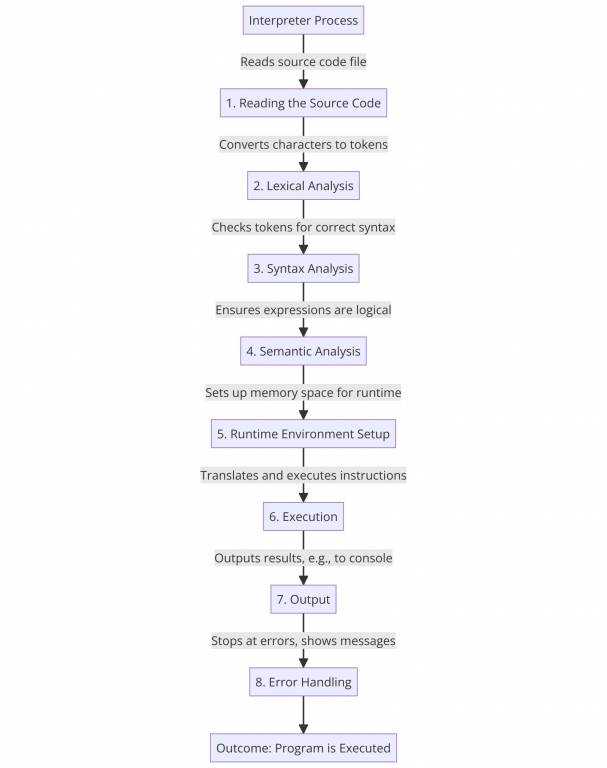 Interpreter Process
Reads source code file
1. Reading the Source Code
Converts characters to tokens
2. Lexical Analysis
Checks tokens for correct syntax
3. Syntax Analysis
Ensures expressions are logical
4. Semantic Analysis
Sets up memory space for runtime
5. Runtime Environment Setup
Translates and executes instructions
6. Execution
Outputs results, e.g., to console
7. Output
Stops at errors, shows messages
8. Error Handling
Outcome: Program is Executed